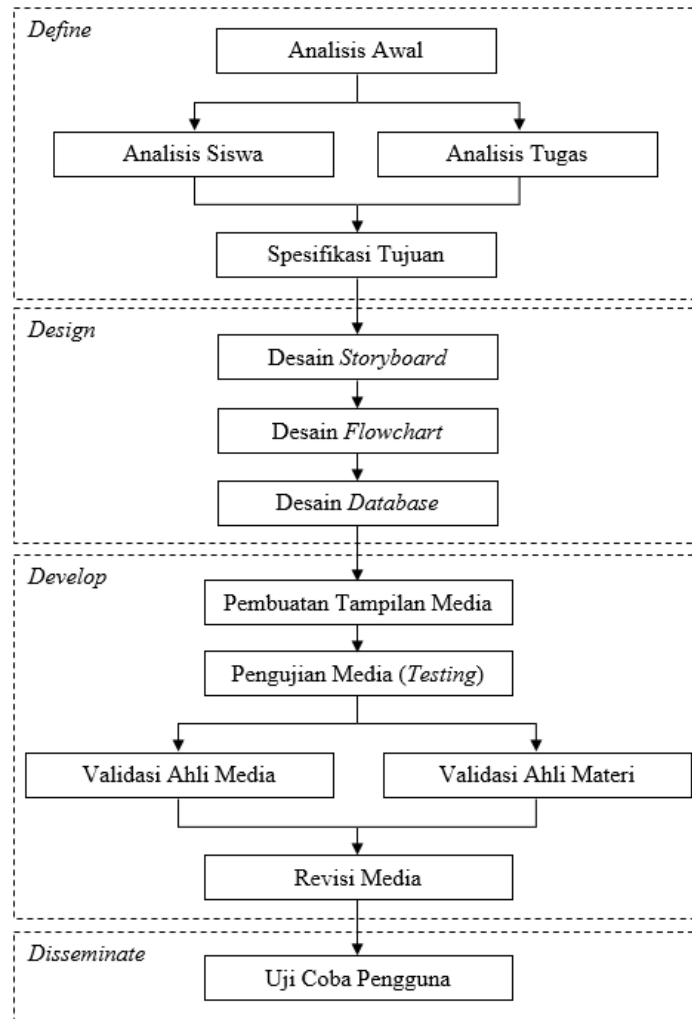 Define
Analisis Awal
Analisis Siswa
Analisis Tugas
Spesifikasi Tujuan
Design
Desain Storyboard
Desain Flowchart
Desain Database
Develop
Pembuatan Tampilan Media
Pengujian Media (Testing)
Validasi Ahli Media
Validasi Ahli Materi
Revisi Media
Disseminate
Uji Coba Pengguna